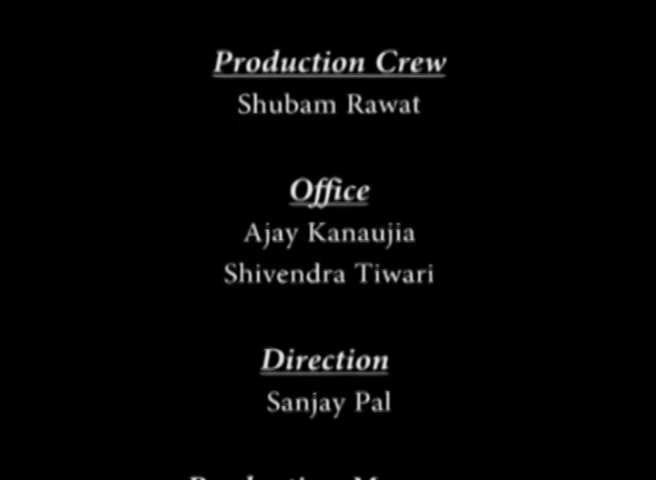 Production Crew
Shubam Rawat
Office
Ajay Kanaujia
Shivendra Tiwari
Direction
Sanjay Pal